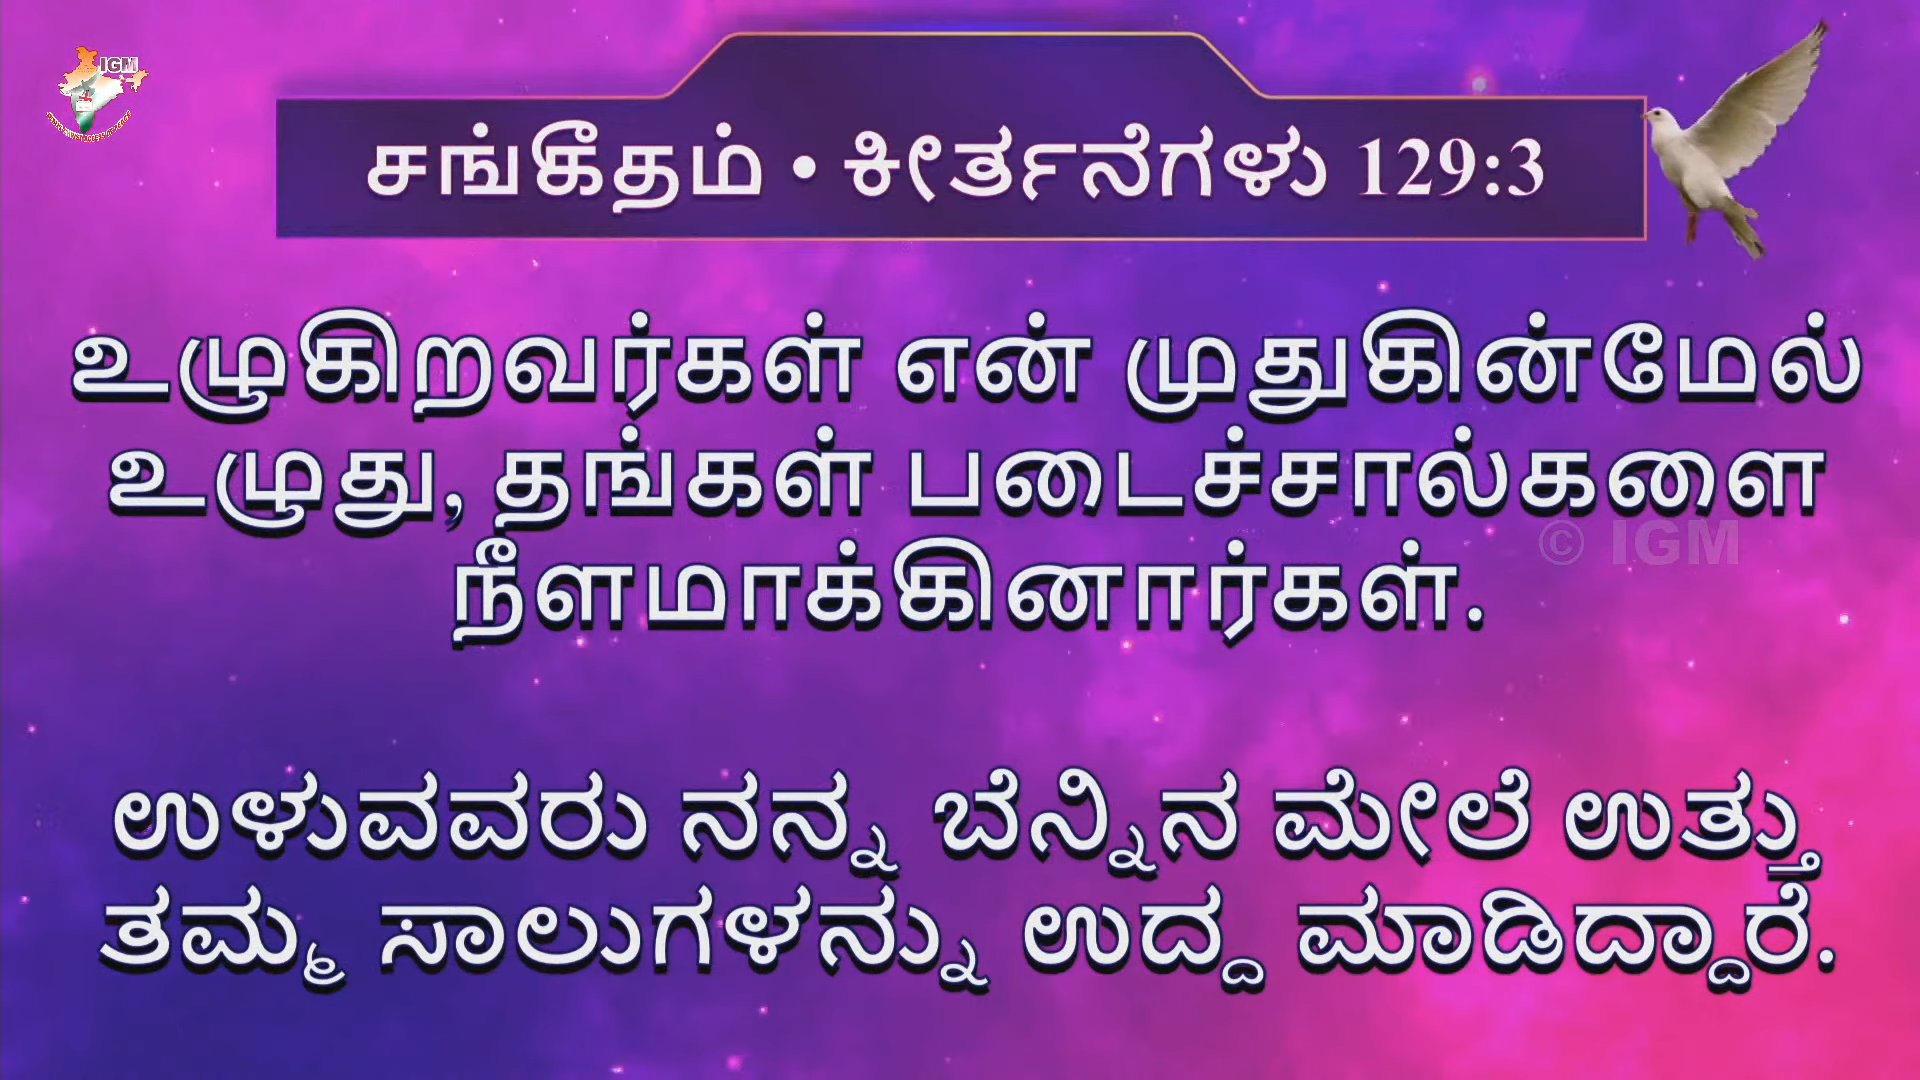 IGM
சங்கீதம் • ಕೀರ್ತನೆಗಳು 129:3
உழுகிறவர்கள் என் முதுகின்மேல்
உழுது, தங்கள் படைச்சால்களை
© IGM
நீளமாக்கினார்கள்.
ಉಳುವವರು ನನ್ನ ಬೆನ್ನಿನ ಮೇಲೆ ಉತ್ತು
ತಮ್ಮ ಸಾಲುಗಳನ್ನು ಉದ್ದ ಮಾಡಿದ್ದಾರೆ.